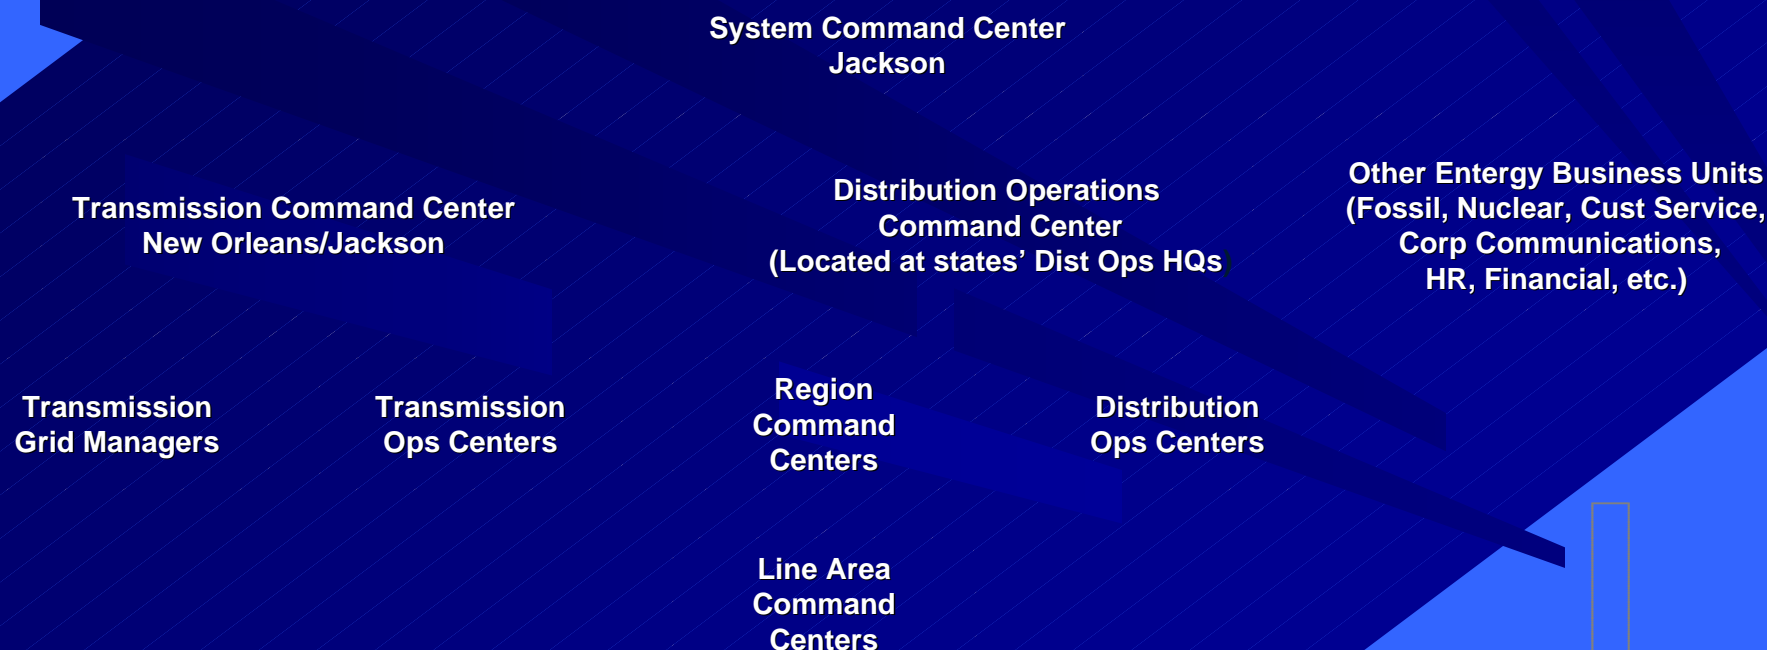 System Command Center
Jackson
Transmission Command Center
New Orleans/Jackson
Distribution Operations
Command Center
(Located at states’ Dist Ops HQs)
Other Entergy Business Units
(Fossil, Nuclear, Cust Service,
Corp Communications,
HR, Financial, etc.)
Transmission
Grid Managers
Transmission
Ops Centers
Region
Command
Centers
Distribution
Ops Centers
Line Area
Command
Centers